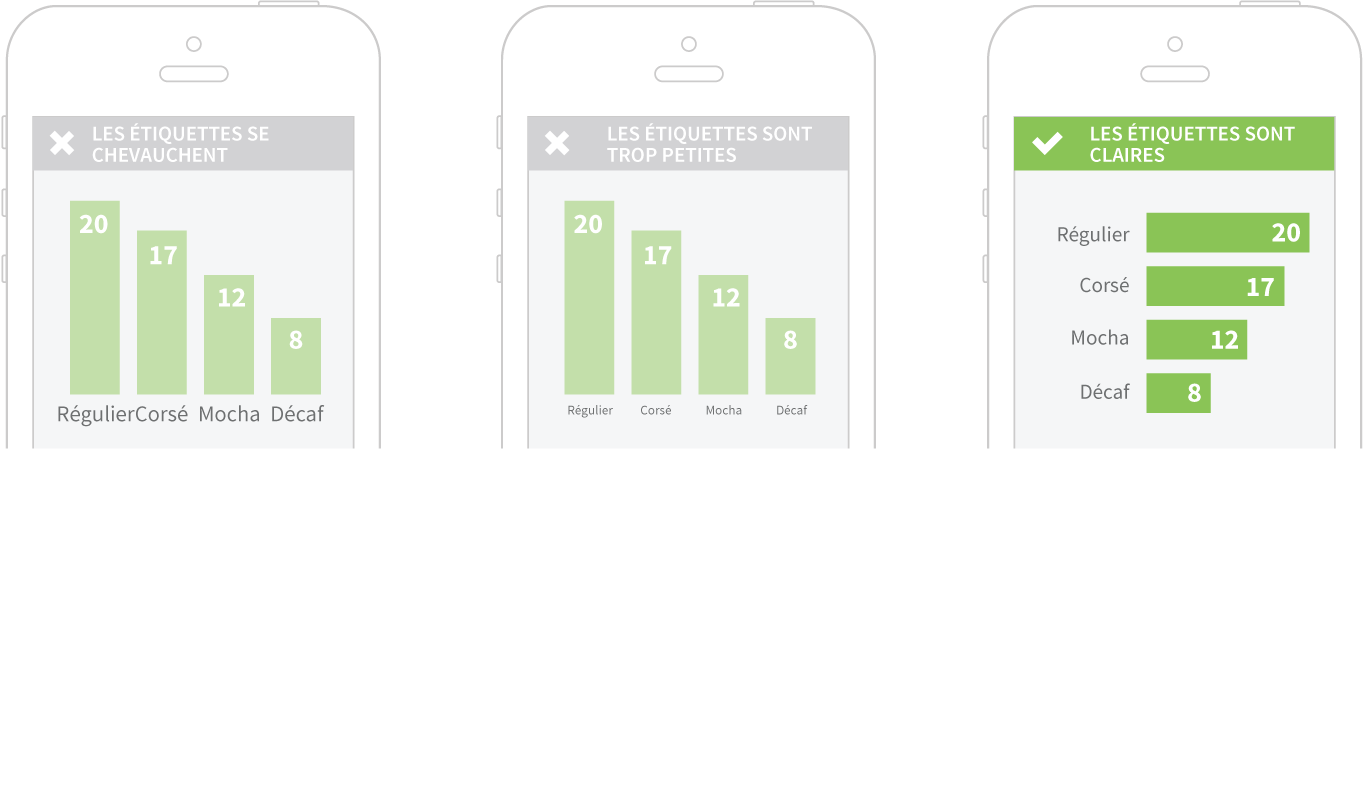 LES ÉTIQUETTES SE
CHEVAUCHENT
20
17
12
8
RégulierCorsé Mocha Décaf
LES ÉTIQUETTES SONT
TROP PETITES
20
17
12
8
Régulier Corsé Mocha Décaf
LES ÉTIQUETTES SONT
CLAIRES
Régulier 20
Corsé 17
Mocha 12
Décaf 8